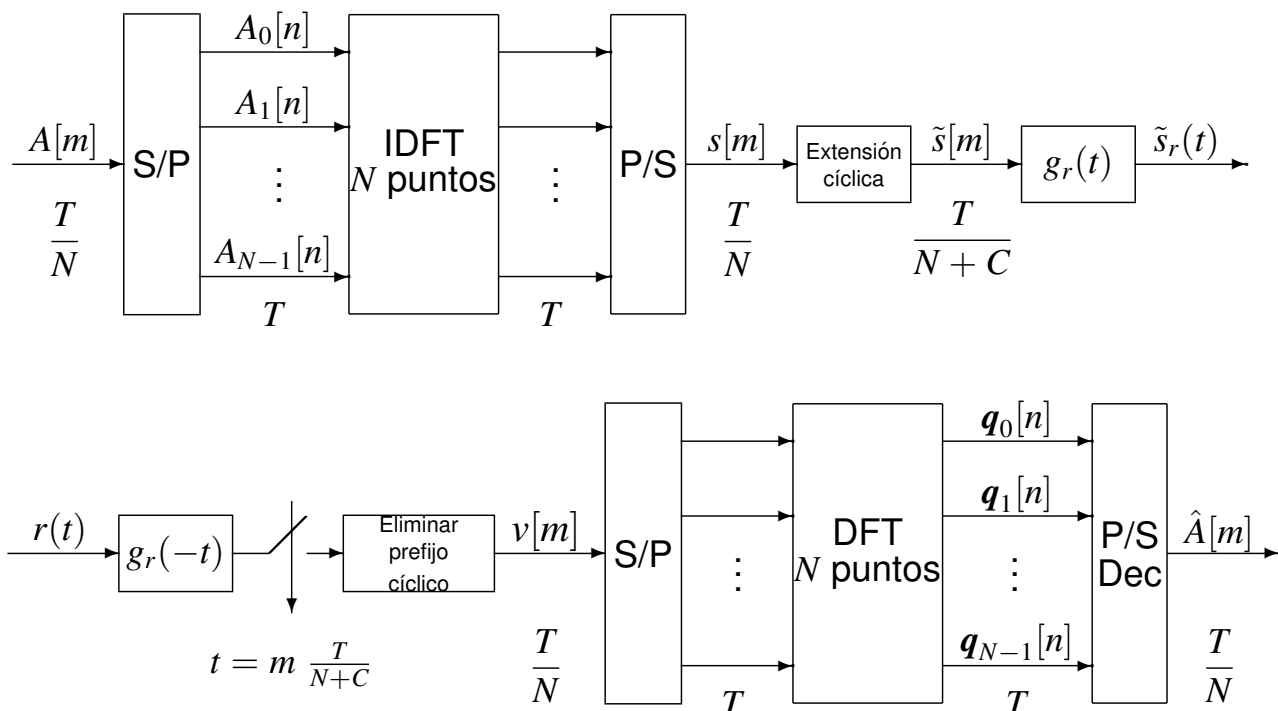 A[m]
T/N
S/P
A_0[n]
A_1[n]
⋮
A_{N−1}[n]
T
IDFT
N puntos
⋮
T
P/S
s[m]
T/N
Extensión
cíclica
s̃[m]
T/(N + C)
g_r(t)
s̃_r(t)
r(t)
g_r(−t)
t = m T/(N+C)
Eliminar
prefijo
cíclico
v[m]
T/N
S/P
⋮
T
DFT
N puntos
q_0[n]
q_1[n]
⋮
q_{N−1}[n]
T
P/S
Dec
Â[m]
T/N